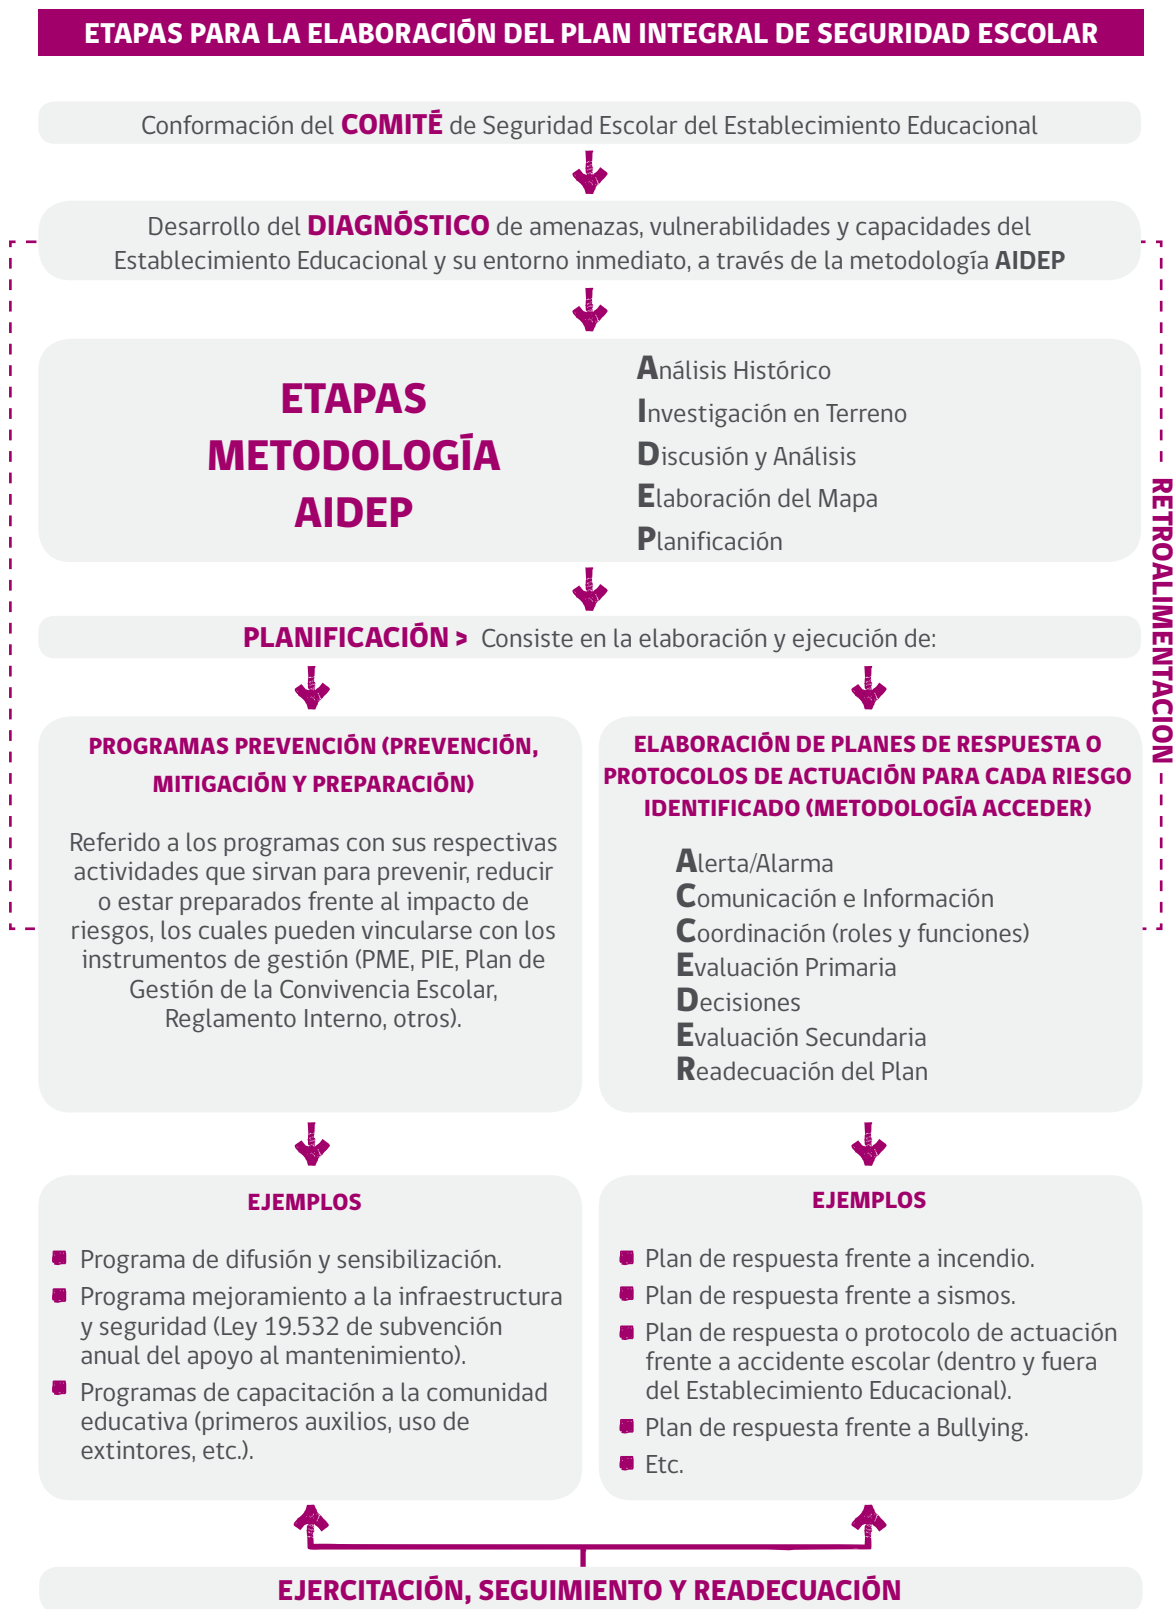 ETAPAS PARA LA ELABORACIÓN DEL PLAN INTEGRAL DE SEGURIDAD ESCOLAR
Conformación del COMITÉ de Seguridad Escolar del Establecimiento Educacional
Desarrollo del DIAGNÓSTICO de amenazas, vulnerabilidades y capacidades del
Establecimiento Educacional y su entorno inmediato, a través de la metodología AIDEP
ETAPAS
METODOLOGÍA
AIDEP
Análisis Histórico
Investigación en Terreno
Discusión y Análisis
Elaboración del Mapa
Planificación
RETROALIMENTACION
PLANIFICACIÓN > Consiste en la elaboración y ejecución de:
PROGRAMAS PREVENCIÓN (PREVENCIÓN,
MITIGACIÓN Y PREPARACIÓN)
Referido a los programas con sus respectivas
actividades que sirvan para prevenir, reducir
o estar preparados frente al impacto de
riesgos, los cuales pueden vincularse con los
instrumentos de gestión (PME, PIE, Plan de
Gestión de la Convivencia Escolar,
Reglamento Interno, otros).
ELABORACIÓN DE PLANES DE RESPUESTA O
PROTOCOLOS DE ACTUACIÓN PARA CADA RIESGO
IDENTIFICADO (METODOLOGÍA ACCEDER)
Alerta/Alarma
Comunicación e Información
Coordinación (roles y funciones)
Evaluación Primaria
Decisiones
Evaluación Secundaria
Readecuación del Plan
EJEMPLOS
Programa de difusión y sensibilización.
Programa mejoramiento a la infraestructura
y seguridad (Ley 19.532 de subvención
anual del apoyo al mantenimiento).
Programas de capacitación a la comunidad
educativa (primeros auxilios, uso de
extintores, etc.).
EJEMPLOS
Plan de respuesta frente a incendio.
Plan de respuesta frente a sismos.
Plan de respuesta o protocolo de actuación
frente a accidente escolar (dentro y fuera
del Establecimiento Educacional).
Plan de respuesta frente a Bullying.
Etc.
EJERCITACIÓN, SEGUIMIENTO Y READECUACIÓN